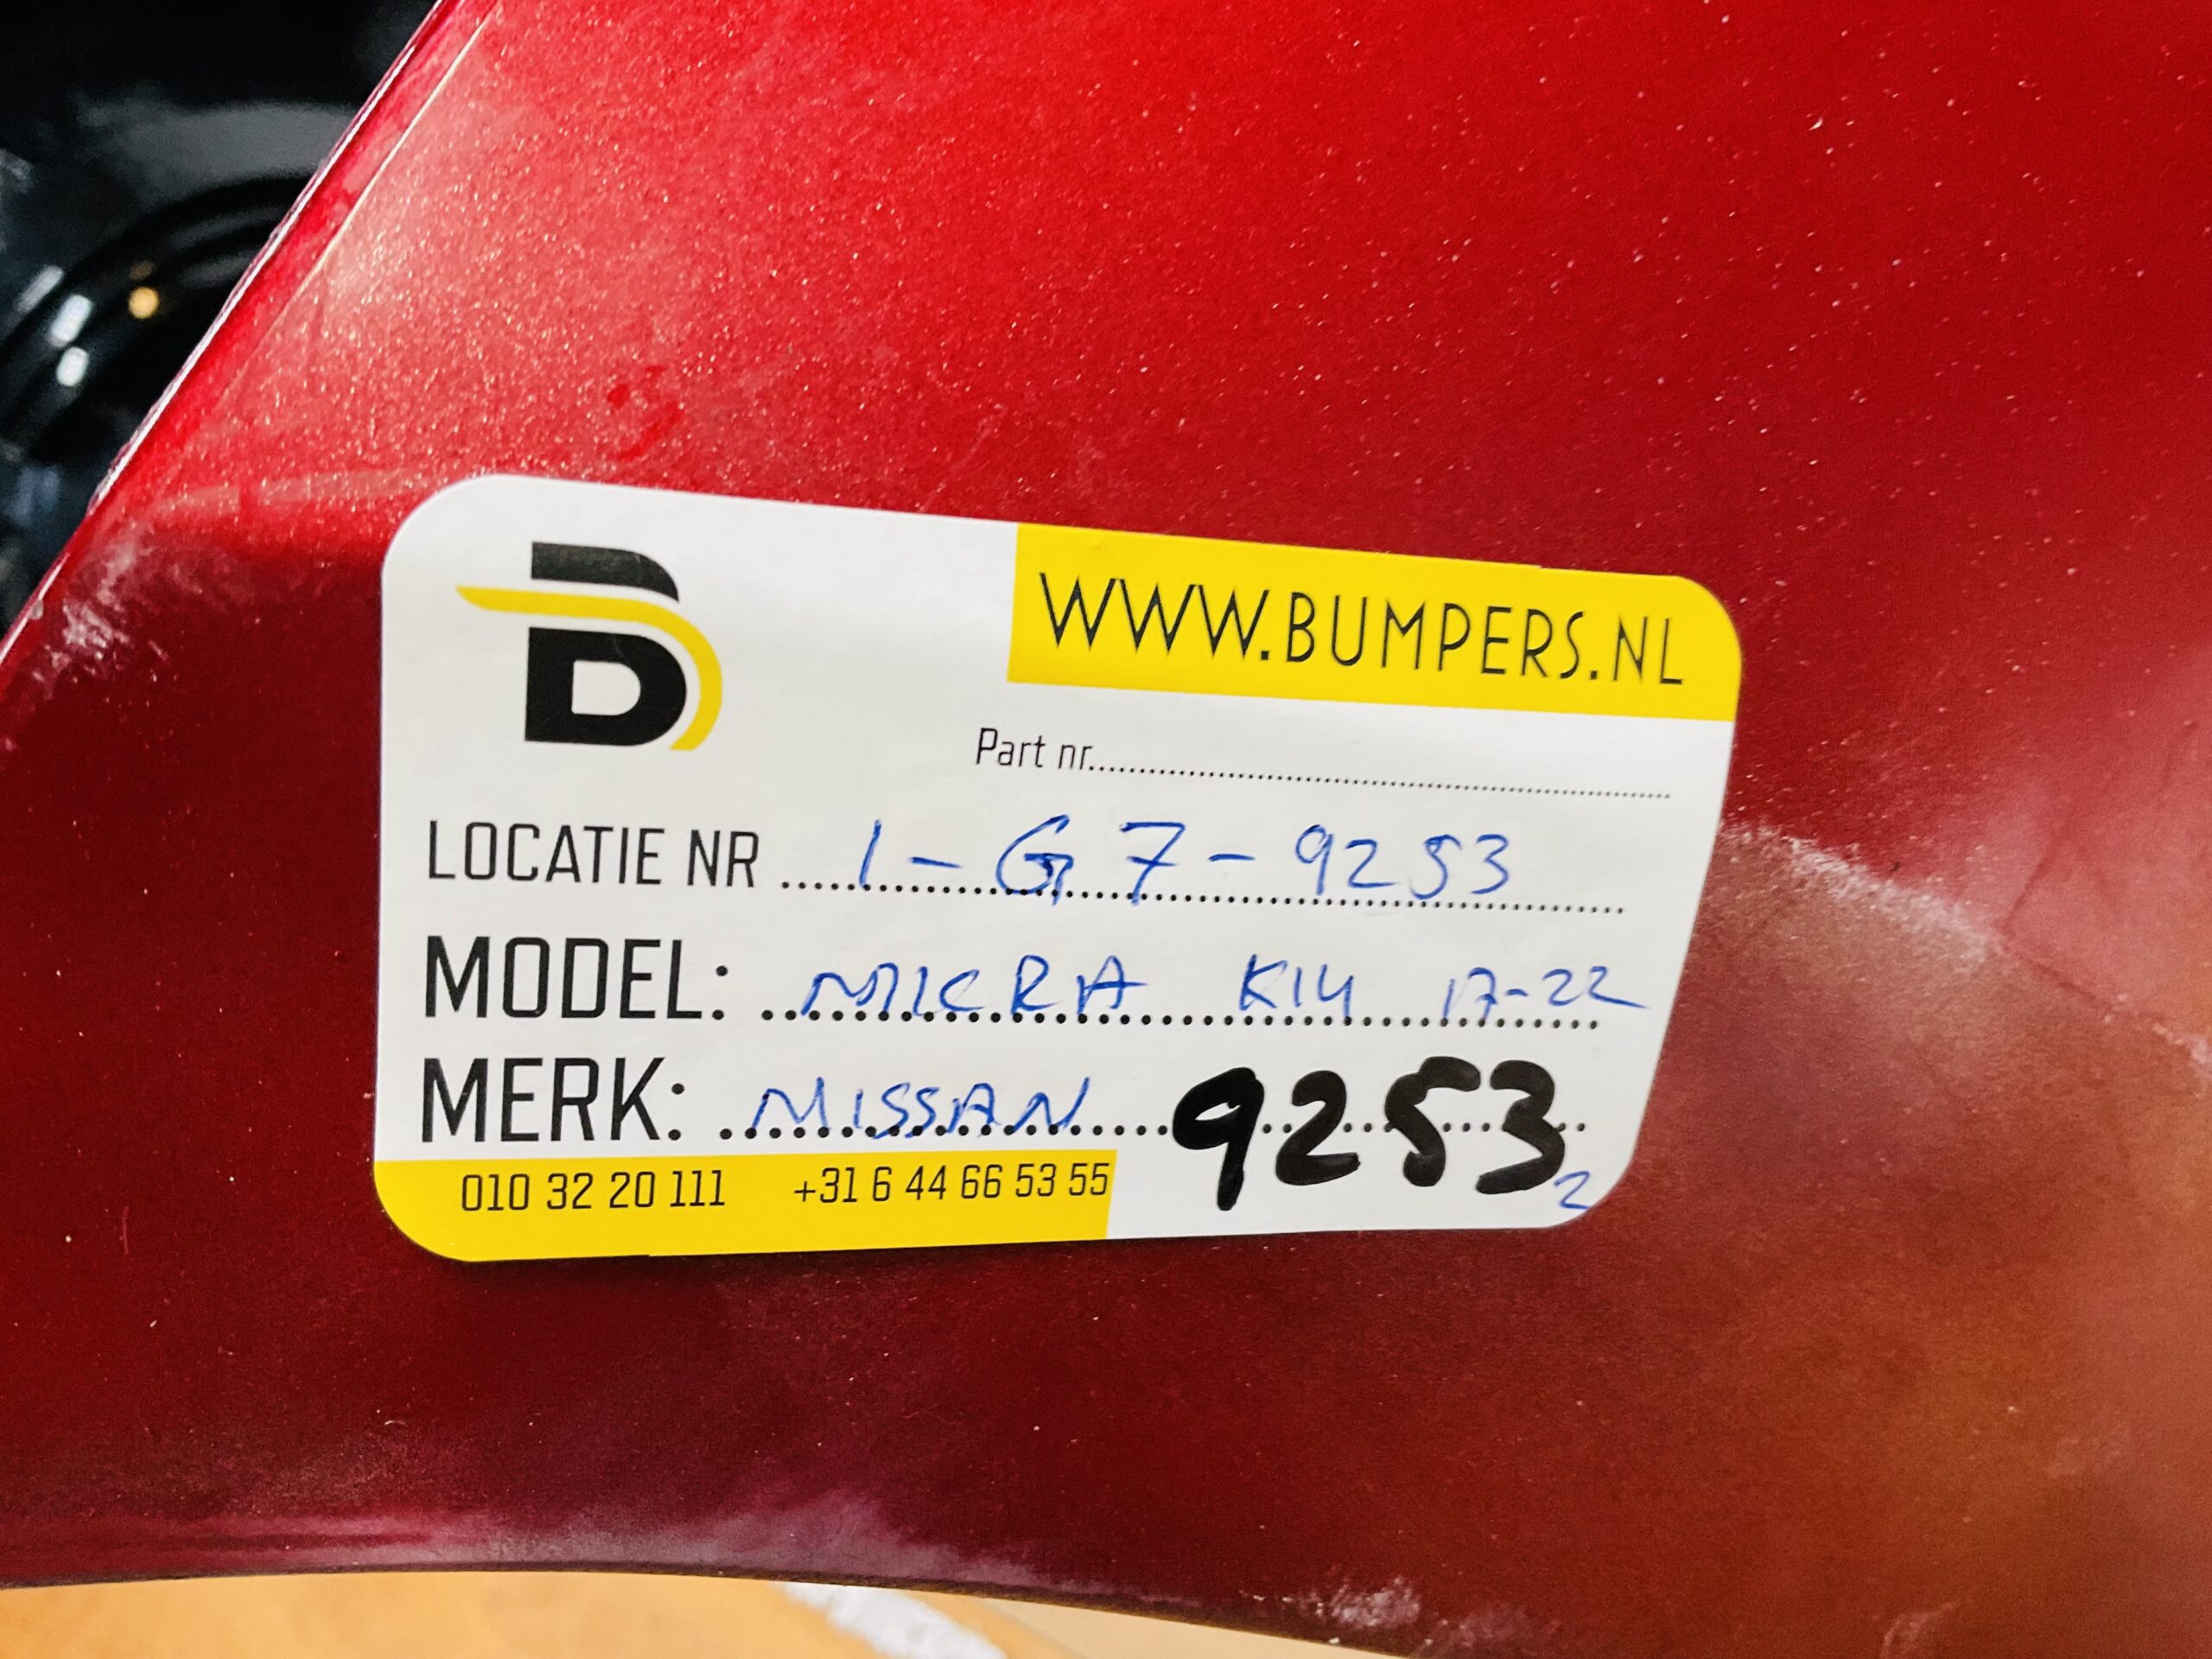 B
WWW.BUMPERS.NL
Part nr..........
LOCATIE NR 1-G7-9253
MODEL: MICRA K14 17-22
MERK: NISSAN 9253 2
010 32 20 111 +31 6 44 66 53 55